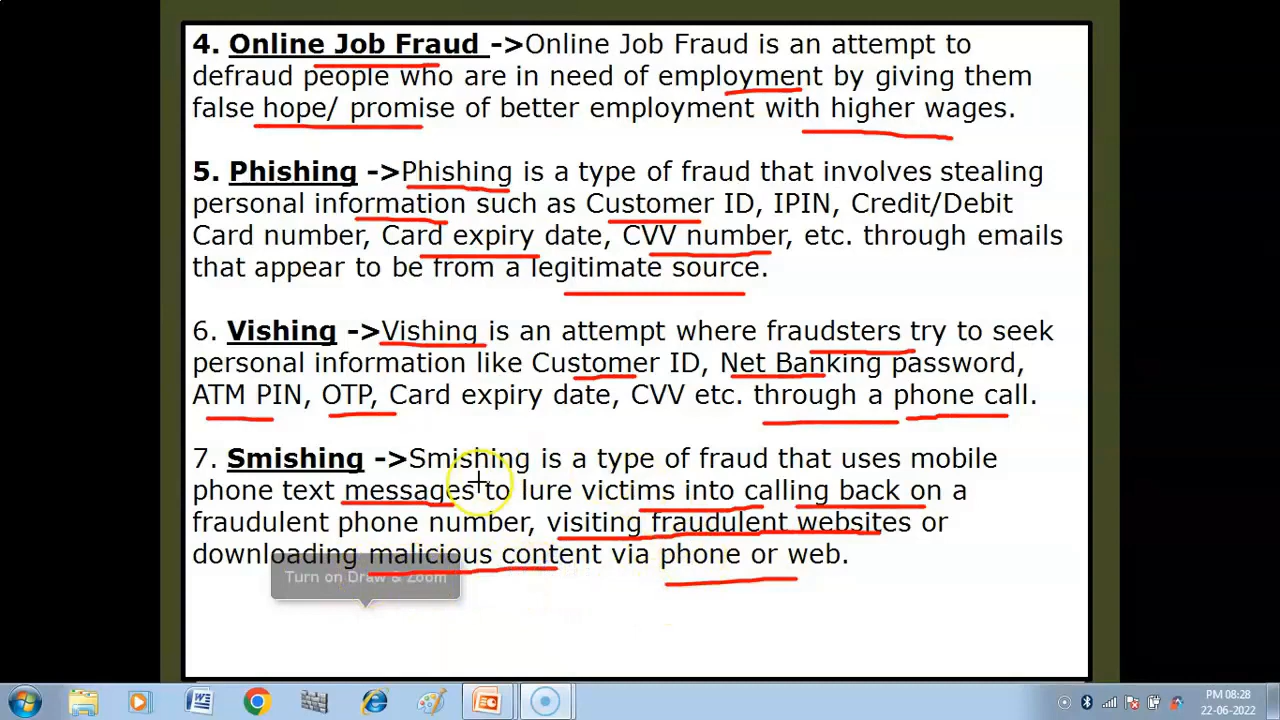 4. Online Job Fraud ->Online Job Fraud is an attempt to
defraud people who are in need of employment by giving them
false hope/ promise of better employment with higher wages.
5. Phishing ->Phishing is a type of fraud that involves stealing
personal information such as Customer ID, IPIN, Credit/Debit
Card number, Card expiry date, CVV number, etc. through emails
that appear to be from a legitimate source.
6. Vishing ->Vishing is an attempt where fraudsters try to seek
personal information like Customer ID, Net Banking password,
ATM PIN, OTP, Card expiry date, CVV etc. through a phone call.
7. Smishing ->Smishing is a type of fraud that uses mobile
phone text messages to lure victims into calling back on a
fraudulent phone number, visiting fraudulent websites or
downloading malicious content via phone or web.
Turn on Draw & Zoom
PM 08:28
22-06-2022